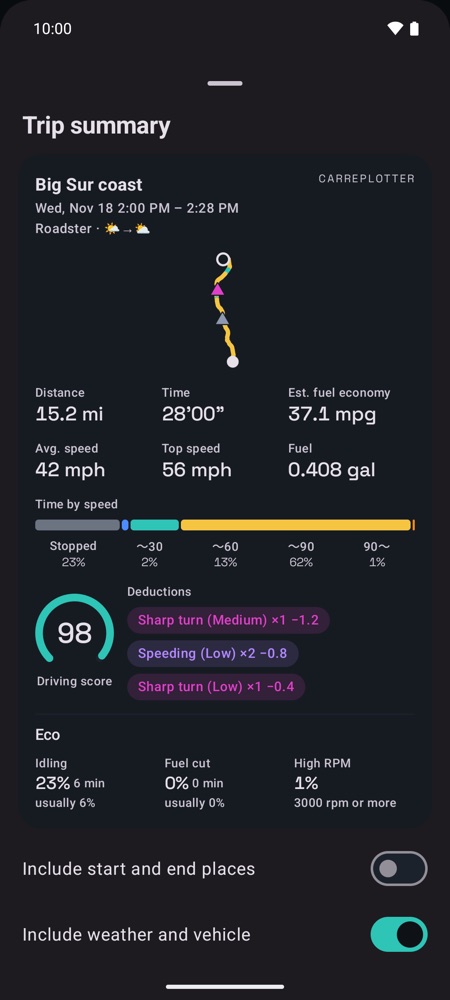 10:00
Trip summary
Big Sur coast
CARREPLOTTER
Wed, Nov 18 2:00 PM – 2:28 PM
Roadster · 🌤️→⛅
Distance
Time
Est. fuel economy
15.2 mi
28’00”
37.1 mpg
Avg. speed
Top speed
Fuel
42 mph
56 mph
0.408 gal
Time by speed
Stopped
〜30
〜60
〜90
90〜
23%
2%
13%
62%
1%
98
Driving score
Deductions
Sharp turn (Medium) ×1 −1.2
Speeding (Low) ×2 −0.8
Sharp turn (Low) ×1 −0.4
Eco
Idling
Fuel cut
High RPM
23% 6 min
0% 0 min
1%
usually 6%
usually 0%
3000 rpm or more
Include start and end places
Include weather and vehicle